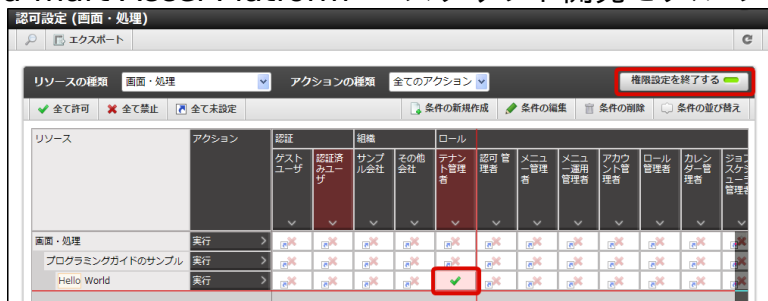 認可設定 (画面・処理)
エクスポート
リソースの種類 画面・処理 アクションの種類 全てのアクション 権限設定を終了する
全て許可 全て禁止 全て未設定 条件の新規作成 条件の編集 条件の削除 条件の並び替え
リソース アクション 認証 組織 ロール
ゲストユーザ 認証済みユーザ サンプル会社 その他会社 テナント管理者 認可管理者 メニュー管理者 メニュー運用管理者 アカウント管理者 ロール管理者 カレンダー管理者
画面・処理 実行
プログラミングガイドのサンプル 実行
Hello World 実行